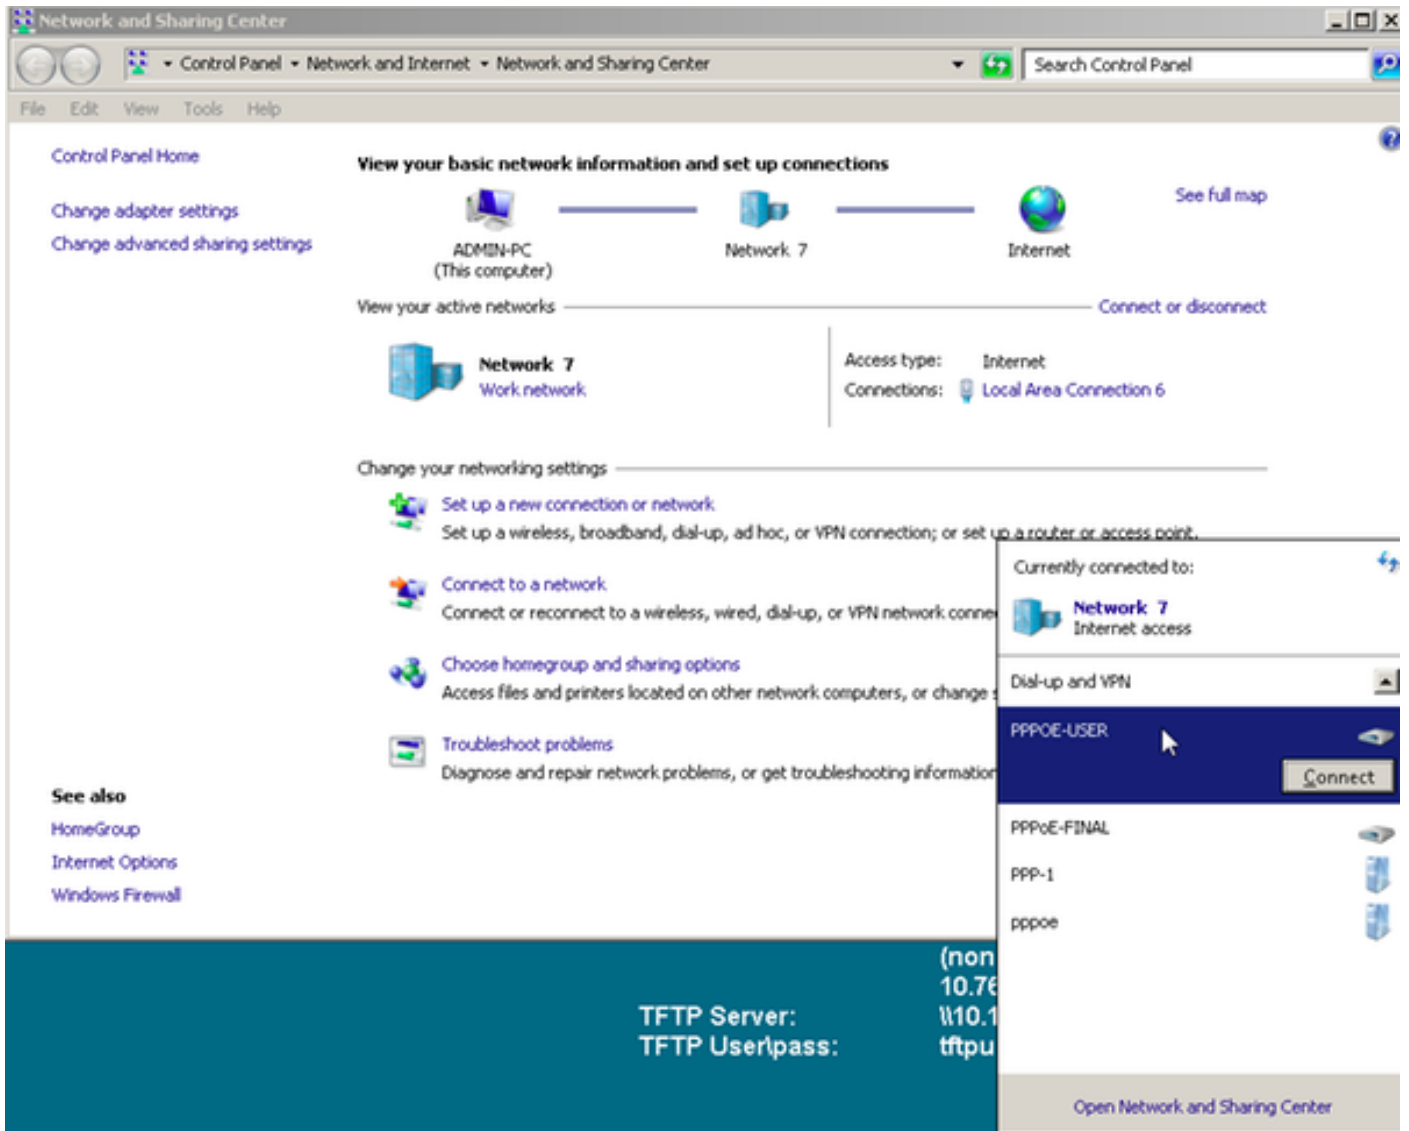 Network and Sharing Center
Control Panel Network and Internet Network and Sharing Center
Search Control Panel
File Edit View Tools Help
Control Panel Home
Change adapter settings
Change advanced sharing settings
View your basic network information and set up connections
See full map
ADMIN-PC
(This computer)
Network 7
Internet
View your active networks
Connect or disconnect
Network 7
Work network
Access type: Internet
Connections: Local Area Connection 6
Change your networking settings
Set up a new connection or network
Set up a wireless, broadband, dial-up, ad hoc, or VPN connection; or set up a router or access point.
Connect to a network
Connect or reconnect to a wireless, wired, dial-up, or VPN network conne
Choose homegroup and sharing options
Access files and printers located on other network computers, or change s
Troubleshoot problems
Diagnose and repair network problems, or get troubleshooting information
See also
HomeGroup
Internet Options
Windows Firewall
Currently connected to:
Network 7
Internet access
Dial-up and VPN
PPPOE-USER
Connect
PPPoE-FINAL
PPP-1
pppoe
Open Network and Sharing Center
(non
10.76
TFTP Server: \\10.1
TFTP User\pass: tftpu